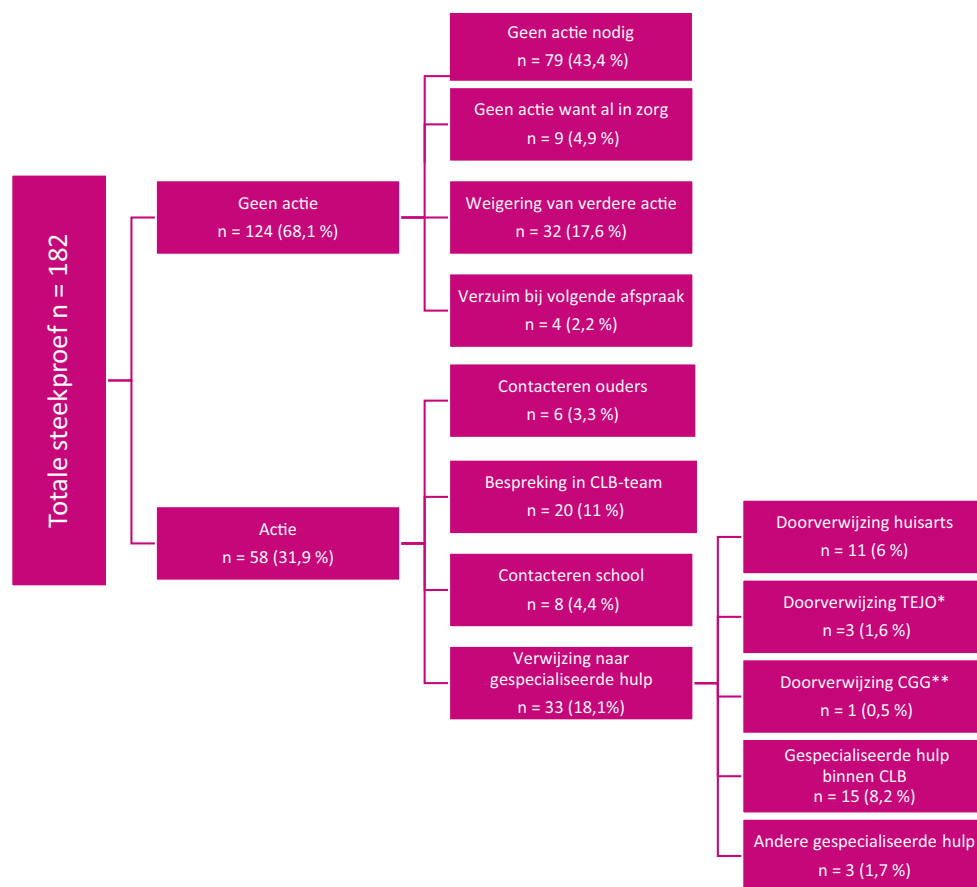 Totale steekproef n = 182
Geen actie
n = 124 (68,1 %)
Geen actie nodig
n = 79 (43,4 %)
Geen actie want al in zorg
n = 9 (4,9 %)
Weigering van verdere actie
n = 32 (17,6 %)
Verzuim bij volgende afspraak
n = 4 (2,2 %)
Actie
n = 58 (31,9 %)
Contacteren ouders
n = 6 (3,3 %)
Bespreking in CLB-team
n = 20 (11 %)
Contacteren school
n = 8 (4,4 %)
Verwijzing naar
gespecialiseerde hulp
n = 33 (18,1%)
Doorverwijzing huisarts
n = 11 (6 %)
Doorverwijzing TEJO*
n =3 (1,6 %)
Doorverwijzing CGG**
n = 1 (0,5 %)
Gespecialiseerde hulp
binnen CLB
n = 15 (8,2 %)
Andere gespecialiseerde hulp
n = 3 (1,7 %)